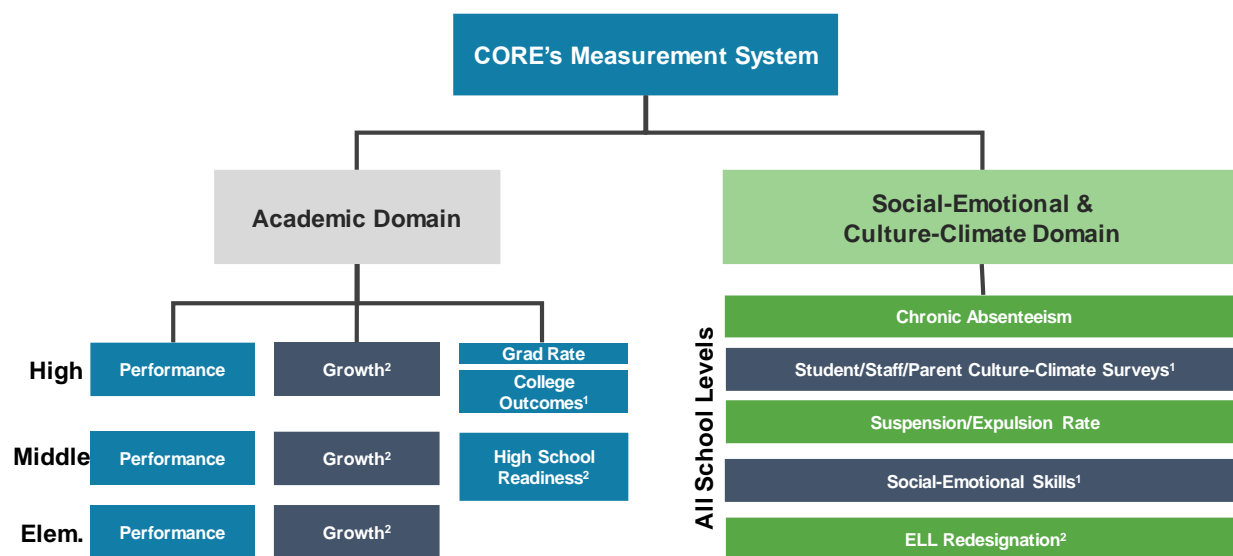 CORE’s Measurement System
Academic Domain
Social-Emotional &
Culture-Climate Domain
High
Performance
Growth²
Grad Rate
College
Outcomes¹
Middle
Performance
Growth²
High School
Readiness²
Elem.
Performance
Growth²
All School Levels
Chronic Absenteeism
Student/Staff/Parent Culture-Climate Surveys¹
Suspension/Expulsion Rate
Social-Emotional Skills¹
ELL Redesignation²